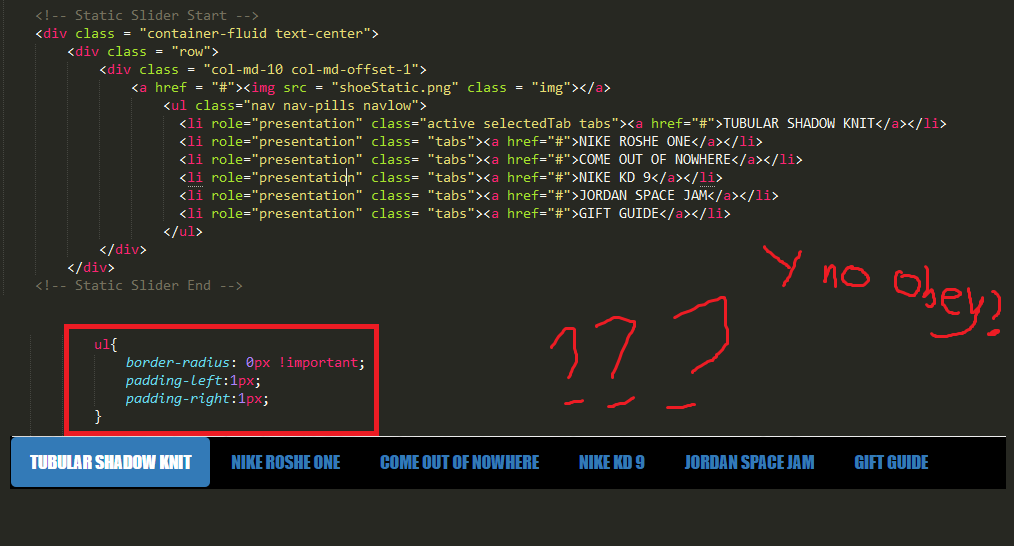 <!-- Static Slider Start -->
<div class = "container-fluid text-center">
<div class = "row">
<div class = "col-md-10 col-md-offset-1">
<a href = "#"><img src = "shoeStatic.png" class = "img"></a>
<ul class="nav nav-pills navlow">
<li role="presentation" class="active selectedTab tabs"><a href="#">TUBULAR SHADOW KNIT</a></li>
<li role="presentation" class= "tabs"><a href="#">NIKE ROSHE ONE</a></li>
<li role="presentation" class= "tabs"><a href="#">COME OUT OF NOWHERE</a></li>
<li role="presentation" class= "tabs"><a href="#">NIKE KD 9</a></li>
<li role="presentation" class= "tabs"><a href="#">JORDAN SPACE JAM</a></li>
<li role="presentation" class= "tabs"><a href="#">GIFT GUIDE</a></li>
</ul>
</div>
</div>
<!-- Static Slider End -->
Y no obey?
???
ul{
border-radius: 0px !important;
padding-left:1px;
padding-right:1px;
}
TUBULAR SHADOW KNIT NIKE ROSHE ONE COME OUT OF NOWHERE NIKE KD 9 JORDAN SPACE JAM GIFT GUIDE